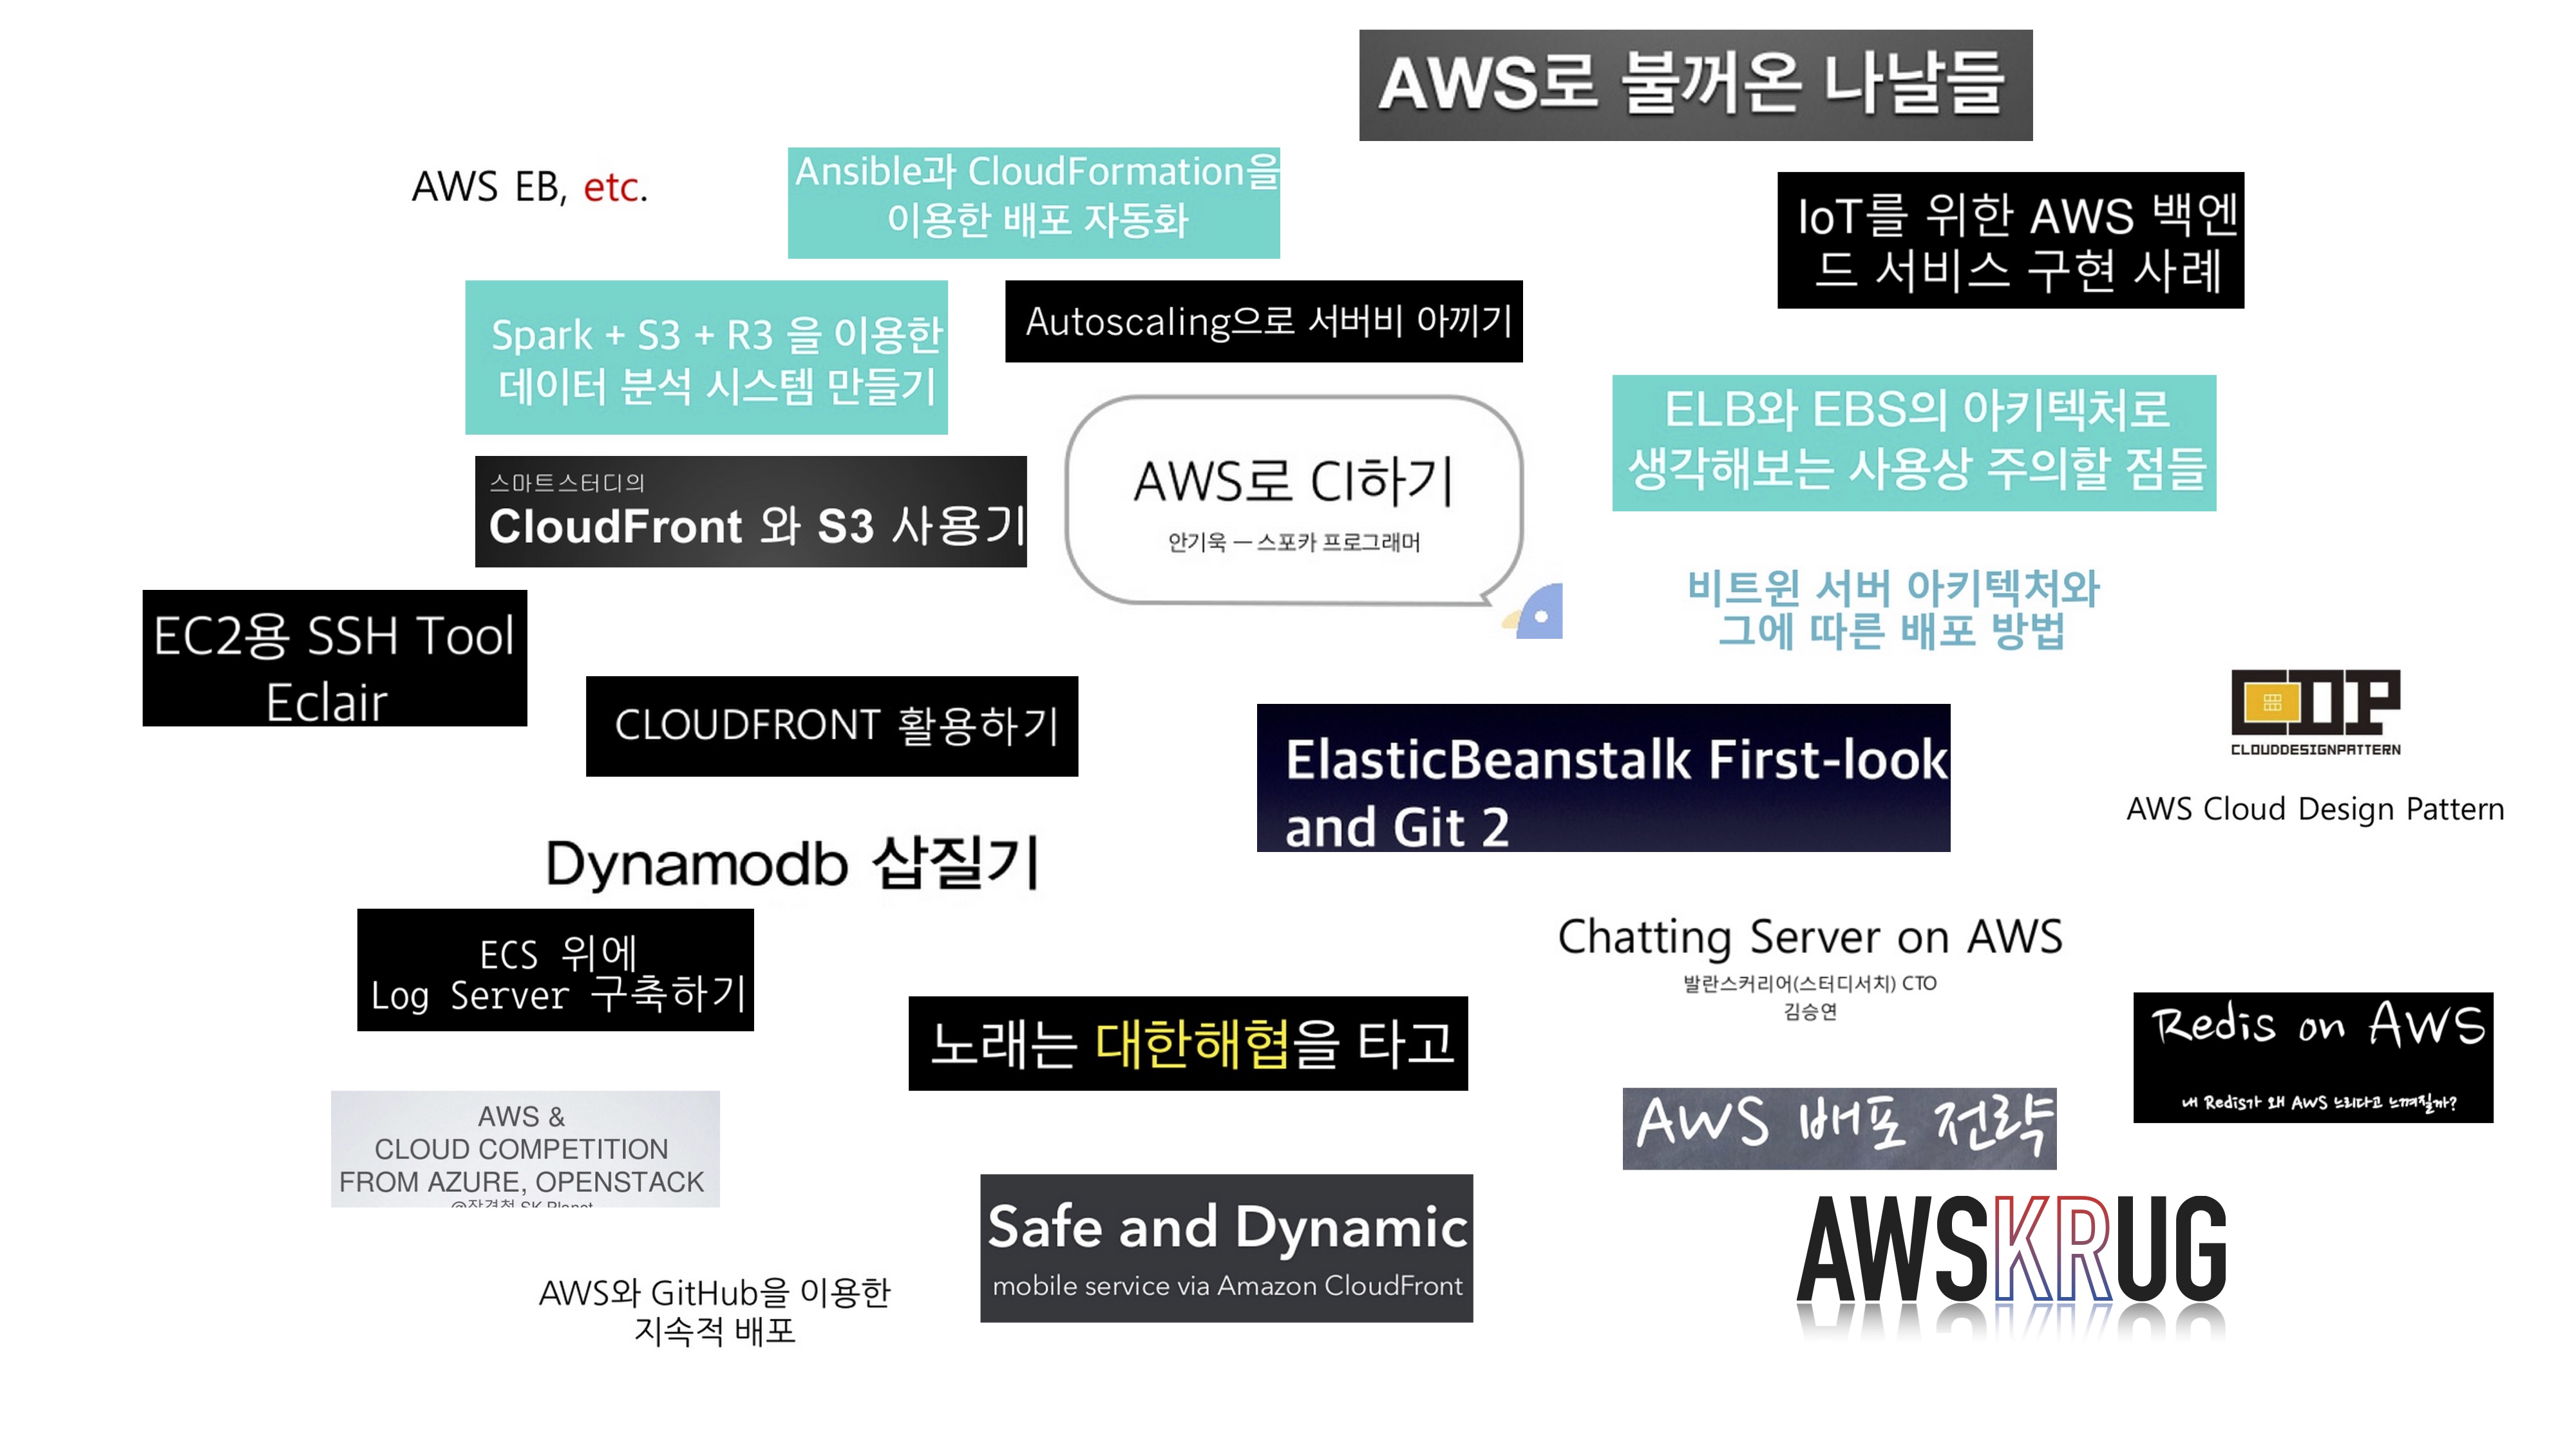 AWS로 불꺼온 나날들
AWS EB, etc.
Ansible과 CloudFormation을
이용한 배포 자동화
IoT를 위한 AWS 백엔
드 서비스 구현 사례
Spark + S3 + R3 을 이용한
데이터 분석 시스템 만들기
Autoscaling으로 서버비 아끼기
ELB와 EBS의 아키텍처로
생각해보는 사용상 주의할 점들
스마트스터디의
CloudFront 와 S3 사용기
AWS로 CI하기
안기욱 — 스포카 프로그래머
비트윈 서버 아키텍처와
그에 따른 배포 방법
EC2용 SSH Tool
Eclair
CLOUDFRONT 활용하기
ElasticBeanstalk First-look
and Git 2
CDP
CLOUDDESIGNPATTERN
AWS Cloud Design Pattern
Dynamodb 삽질기
ECS 위에
Log Server 구축하기
Chatting Server on AWS
발란스커리어(스터디서치) CTO
김승연
노래는 대한해협을 타고
Redis on AWS
내 Redis가 왜 AWS 느리다고 느껴질까?
AWS &
CLOUD COMPETITION
FROM AZURE, OPENSTACK
AWS 배포 전략
Safe and Dynamic
mobile service via Amazon CloudFront
AWSKRUG
AWS와 GitHub을 이용한
지속적 배포